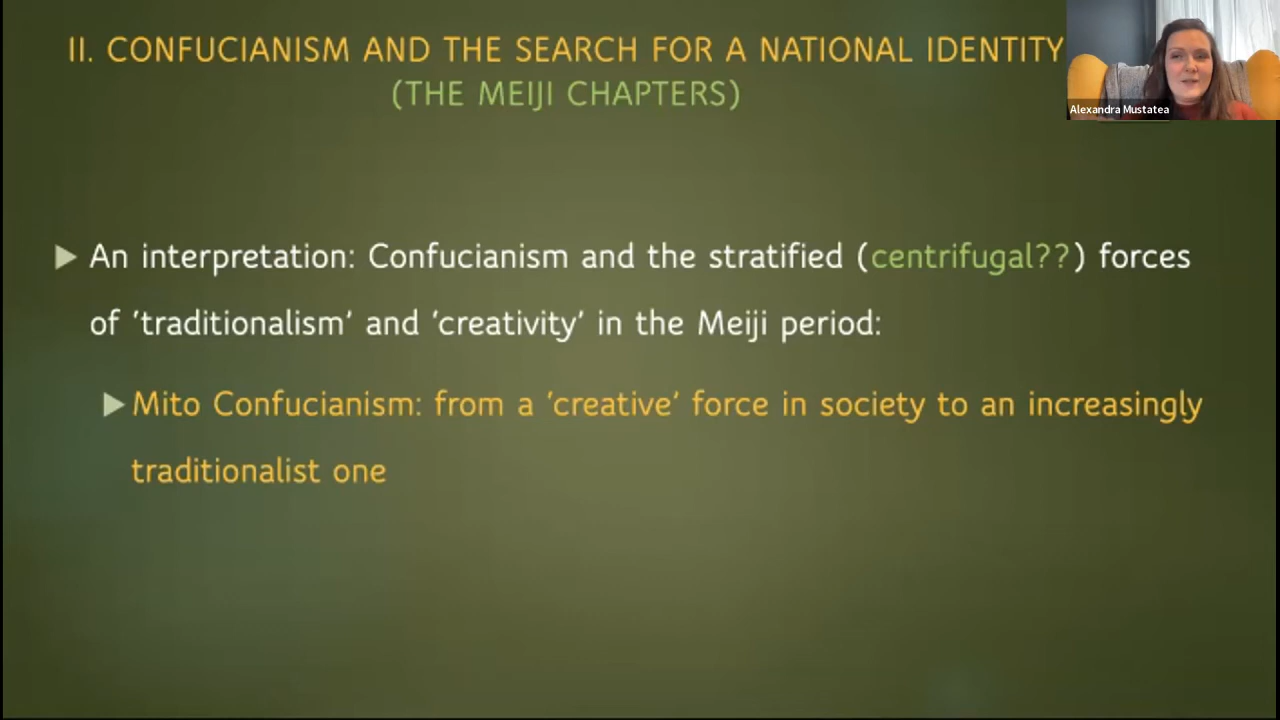 II. CONFUCIANISM AND THE SEARCH FOR A NATIONAL IDENTITY
(THE MEIJI CHAPTERS)
Alexandra Mustatea
An interpretation: Confucianism and the stratified (centrifugal??) forces
of 'traditionalism' and 'creativity' in the Meiji period:
Mito Confucianism: from a 'creative' force in society to an increasingly
traditionalist one